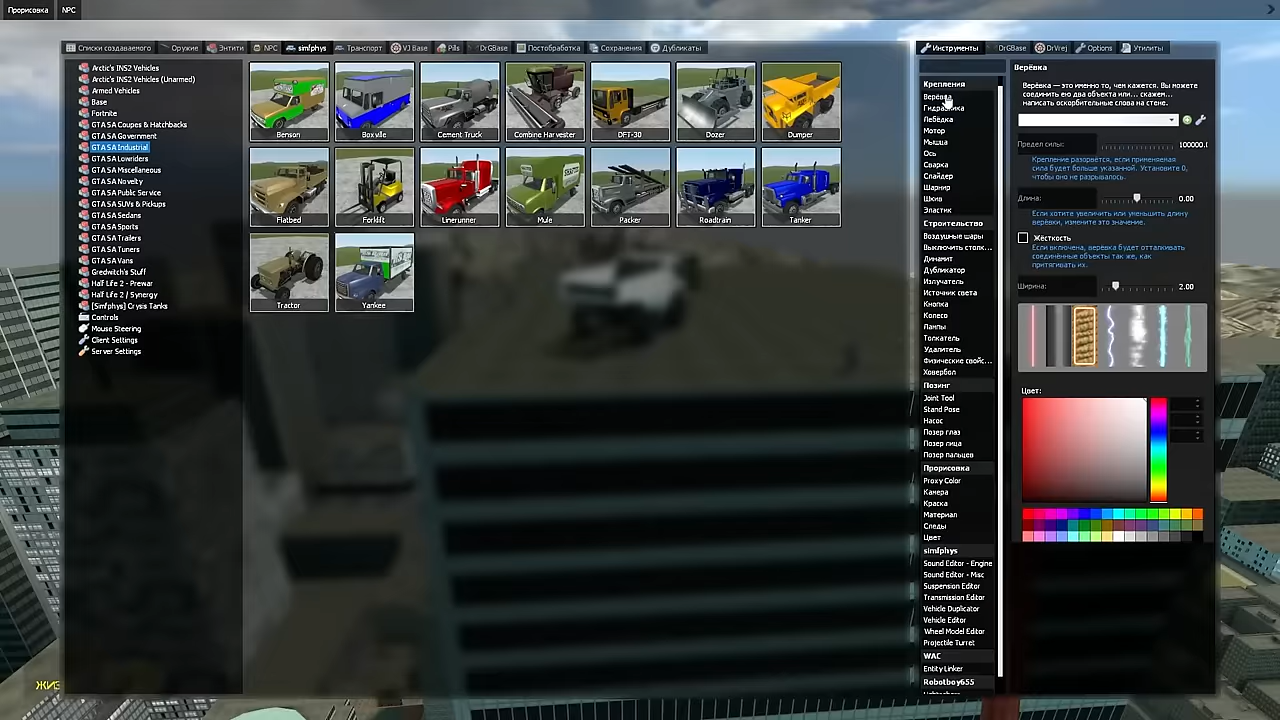 Прорисовка NPC
Списки создаваемого Оружие Энтити NPC simfphys Транспорт VJ Base Pills DrGBase Постобработка Сохранения Дубликаты
Arctic's INS2 Vehicles
Arctic's INS2 Vehicles (Unarmed)
Armed Vehicles
Base
Fortnite
GTA SA Coupes & Hatchbacks
GTA SA Government
GTA SA Industrial
GTA SA Lowriders
GTA SA Miscellaneous
GTA SA Novelty
GTA SA Public Service
GTA SA SUVs & Pickups
GTA SA Sedans
GTA SA Sports
GTA SA Trailers
GTA SA Tuners
GTA SA Vans
Gredwitch's Stuff
Half Life 2 - Prewar
Half Life 2 / Synergy
[Simfphys] Crysis Tanks
Controls
Mouse Steering
Client Settings
Server Settings
Benson Boxville Cement Truck Combine Harvester DFT-30 Dozer Dumper
Flatbed Forklift Linerunner Mule Packer Roadtrain Tanker
Tractor Yankee
Инструменты DrGBase DrVrej Options Утилиты
Крепления
Верёвка
Гидравлика
Лебёдка
Мотор
Мышца
Ось
Сварка
Слайдер
Шарнир
Шкив
Эластик
Строительство
Воздушные шары
Выключить столк...
Динамит
Дубликатор
Излучатель
Источник света
Кнопка
Колесо
Лампы
Толкатель
Удалитель
Физические свойс...
Ховербол
Позинг
Joint Tool
Stand Pose
Насос
Позер глаз
Позер лица
Позер пальцев
Прорисовка
Proxy Color
Камера
Краска
Материал
Следы
Цвет
simfphys
Sound Editor - Engine
Sound Editor - Misc
Suspension Editor
Transmission Editor
Vehicle Duplicator
Vehicle Editor
Wheel Model Editor
Projectile Turret
WAC
Entity Linker
Robotboy655
Верёвка
Верёвка — это именно то, чем кажется. Вы можете
соединить ею два объекта или... скажем...
написать оскорбительные слова на стене.
Предел силы: 100000.(
Крепление разорвётся, если применяемая
сила будет больше указанной. Установите 0,
чтобы оно не разрывалось.
Длина: 0.00
Если хотите увеличить или уменьшить длину
верёвки, измените это значение.
Жёсткость
Если включена, верёвка будет отталкивать
соединённые объекты так же, как
притягивать их.
Ширина: 2.00
Цвет: